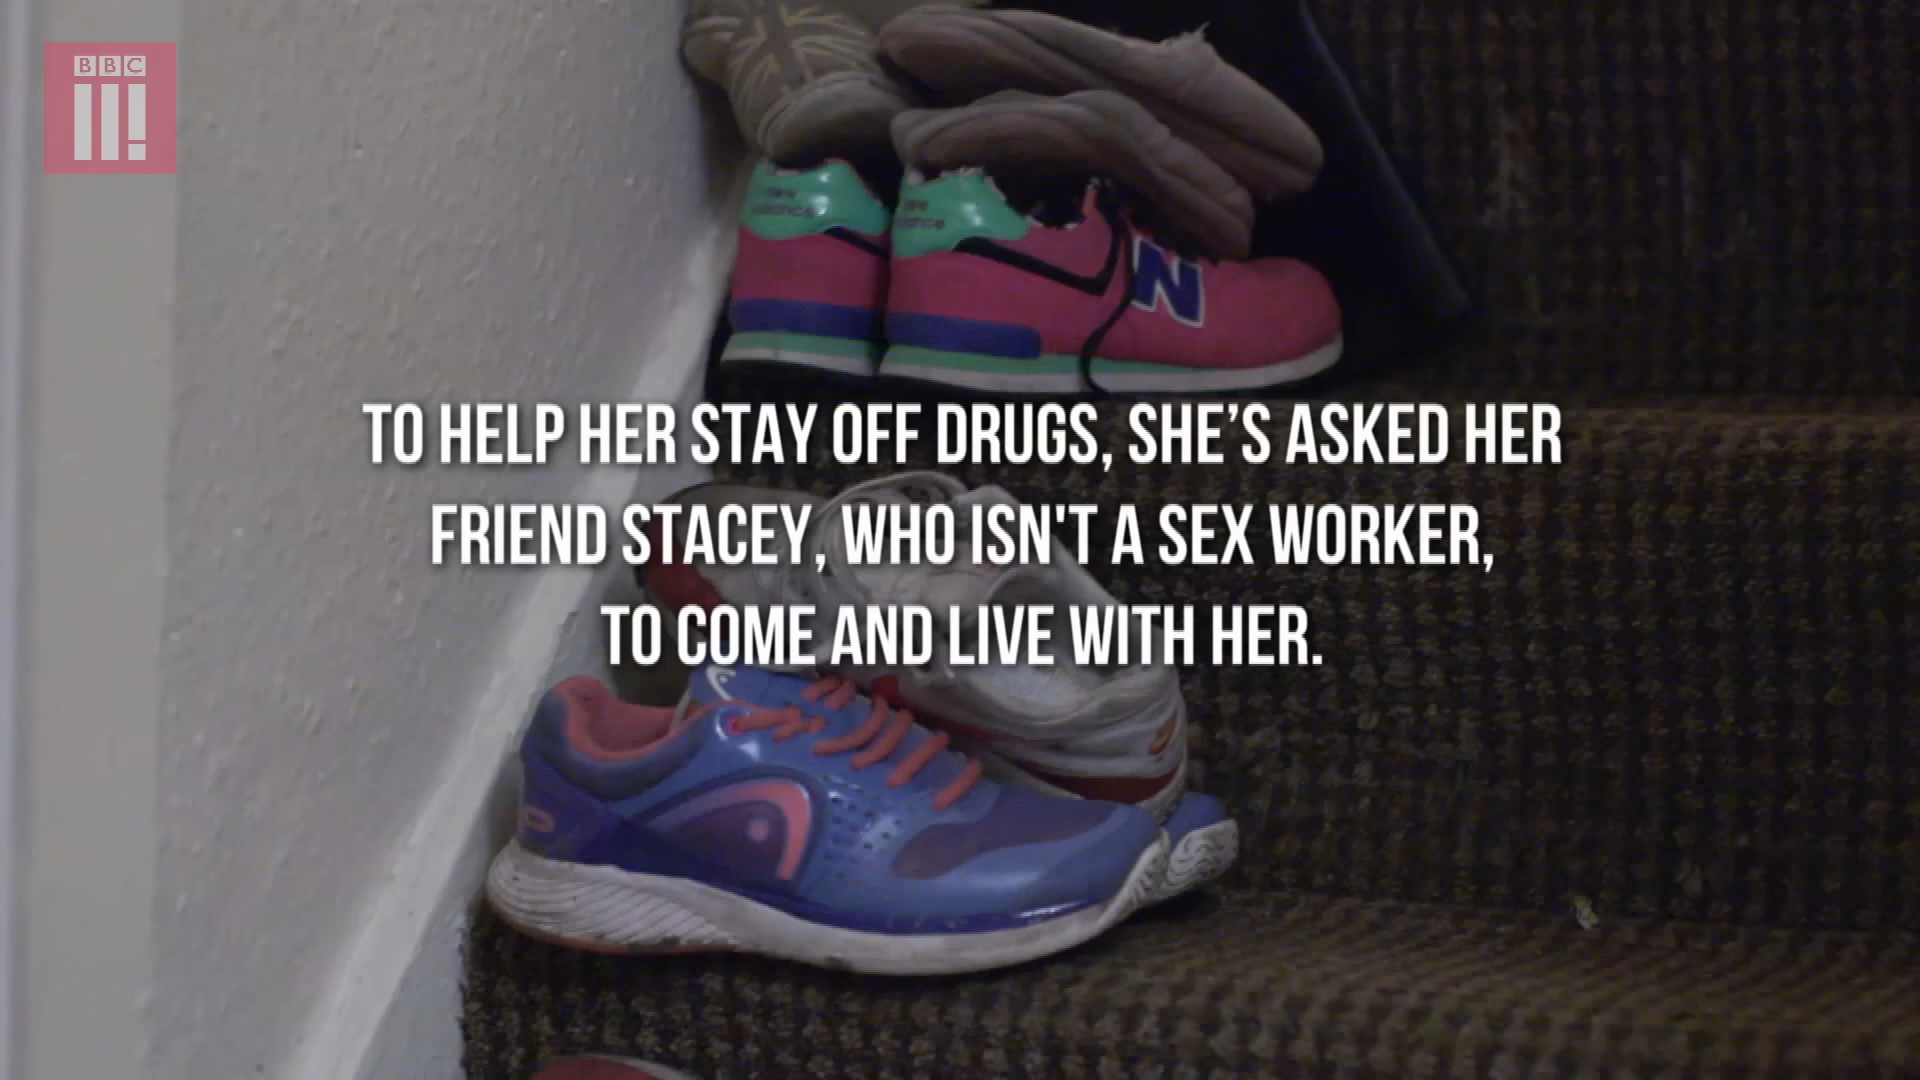 BBC
TO HELP HER STAY OFF DRUGS, SHE’S ASKED HER
FRIEND STACEY, WHO ISN'T A SEX WORKER,
TO COME AND LIVE WITH HER.
N